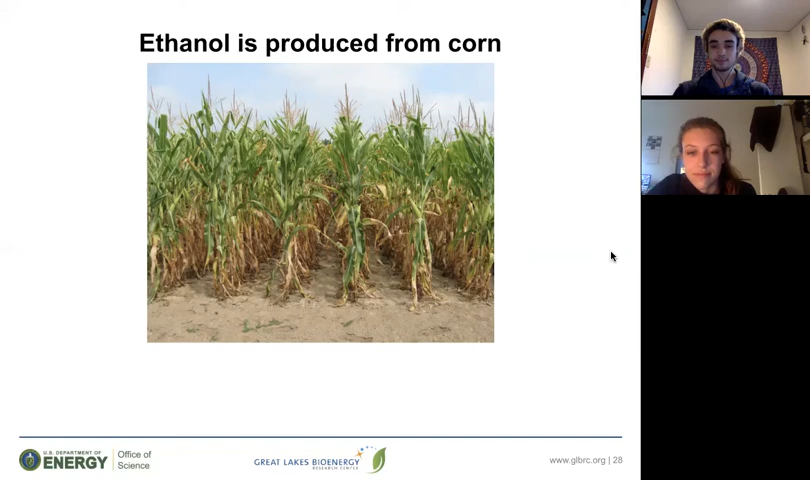 Ethanol is produced from corn
U.S. DEPARTMENT OF
ENERGY
Office of
Science
GREAT LAKES BIOENERGY
RESEARCH CENTER
www.glbrc.org | 28